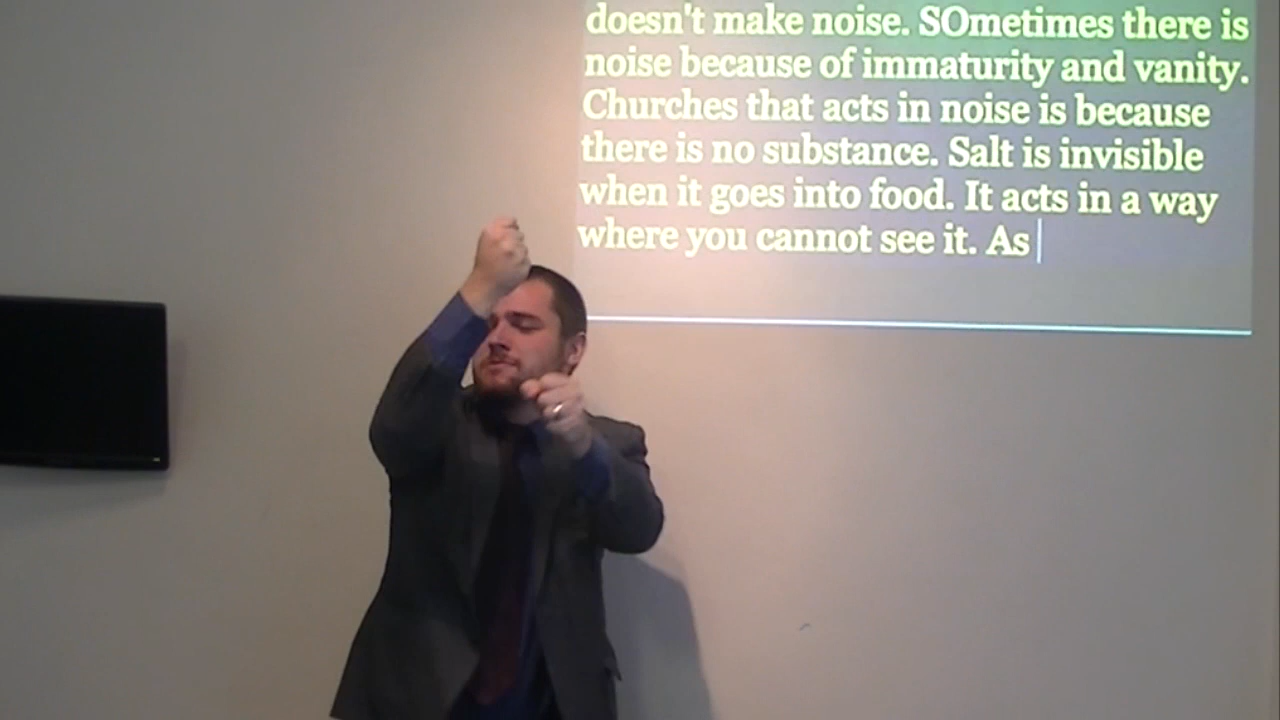 doesn't make noise. SOmetimes there is
noise because of immaturity and vanity.
Churches that acts in noise is because
there is no substance. Salt is invisible
when it goes into food. It acts in a way
where you cannot see it. As